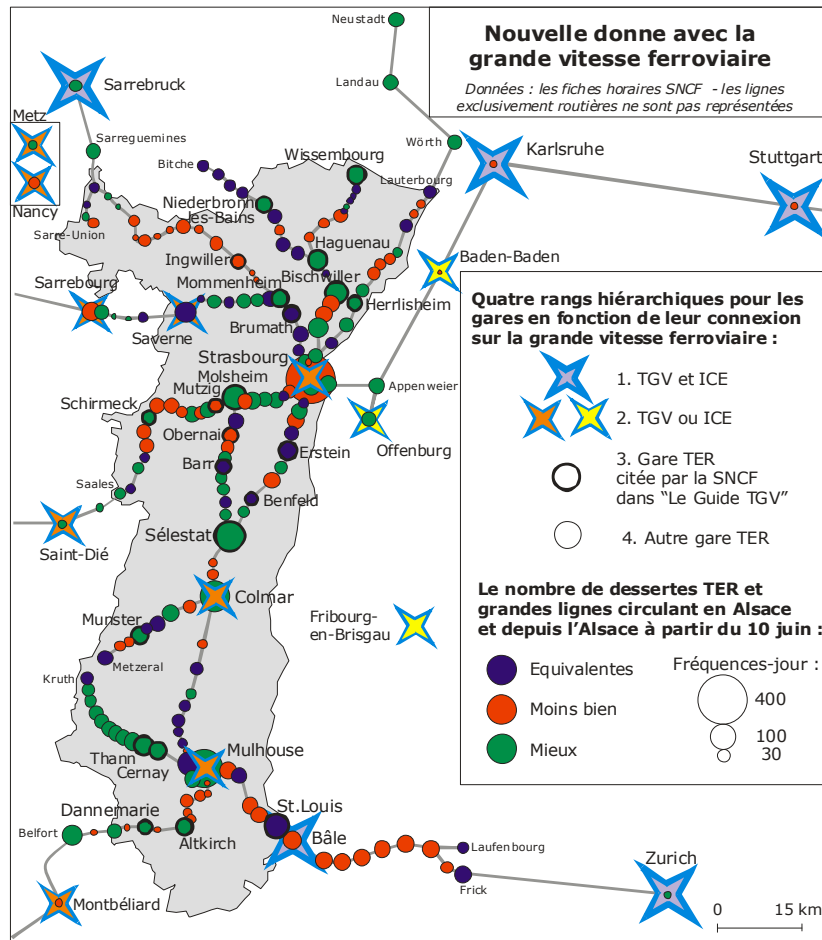 Nouvelle donne avec la
grande vitesse ferroviaire
Données : les fiches horaires SNCF - les lignes
exclusivement routières ne sont pas représentées
Neustadt
Landau
Wörth
Sarrebruck
Metz
Nancy
Sarreguemines
Bitche
Wissembourg
Lauterbourg
Karlsruhe
Stuttgart
Niederbronn
les-Bains
Sarre-Union
Haguenau
Ingwiller
Bischwiller
Baden-Baden
Sarrebourg
Mommenheim
Herrlisheim
Saverne
Brumath
Strasbourg
Molsheim
Mutzig
Appenweier
Schirmeck
Obernai
Offenburg
Barr
Erstein
Saales
Benfeld
Saint-Dié
Sélestat
Colmar
Munster
Fribourg-
en-Brisgau
Metzeral
Kruth
Thann
Cernay
Mulhouse
Dannemarie
St.Louis
Belfort
Altkirch
Bâle
Laufenbourg
Frick
Zurich
Montbéliard
Quatre rangs hiérarchiques pour les
gares en fonction de leur connexion
sur la grande vitesse ferroviaire :
1. TGV et ICE
2. TGV ou ICE
3. Gare TER
citée par la SNCF
dans "Le Guide TGV"
4. Autre gare TER
Le nombre de dessertes TER et
grandes lignes circulant en Alsace
et depuis l'Alsace à partir du 10 juin :
Equivalentes
Moins bien
Mieux
Fréquences-jour :
400
100
30
0 15 km